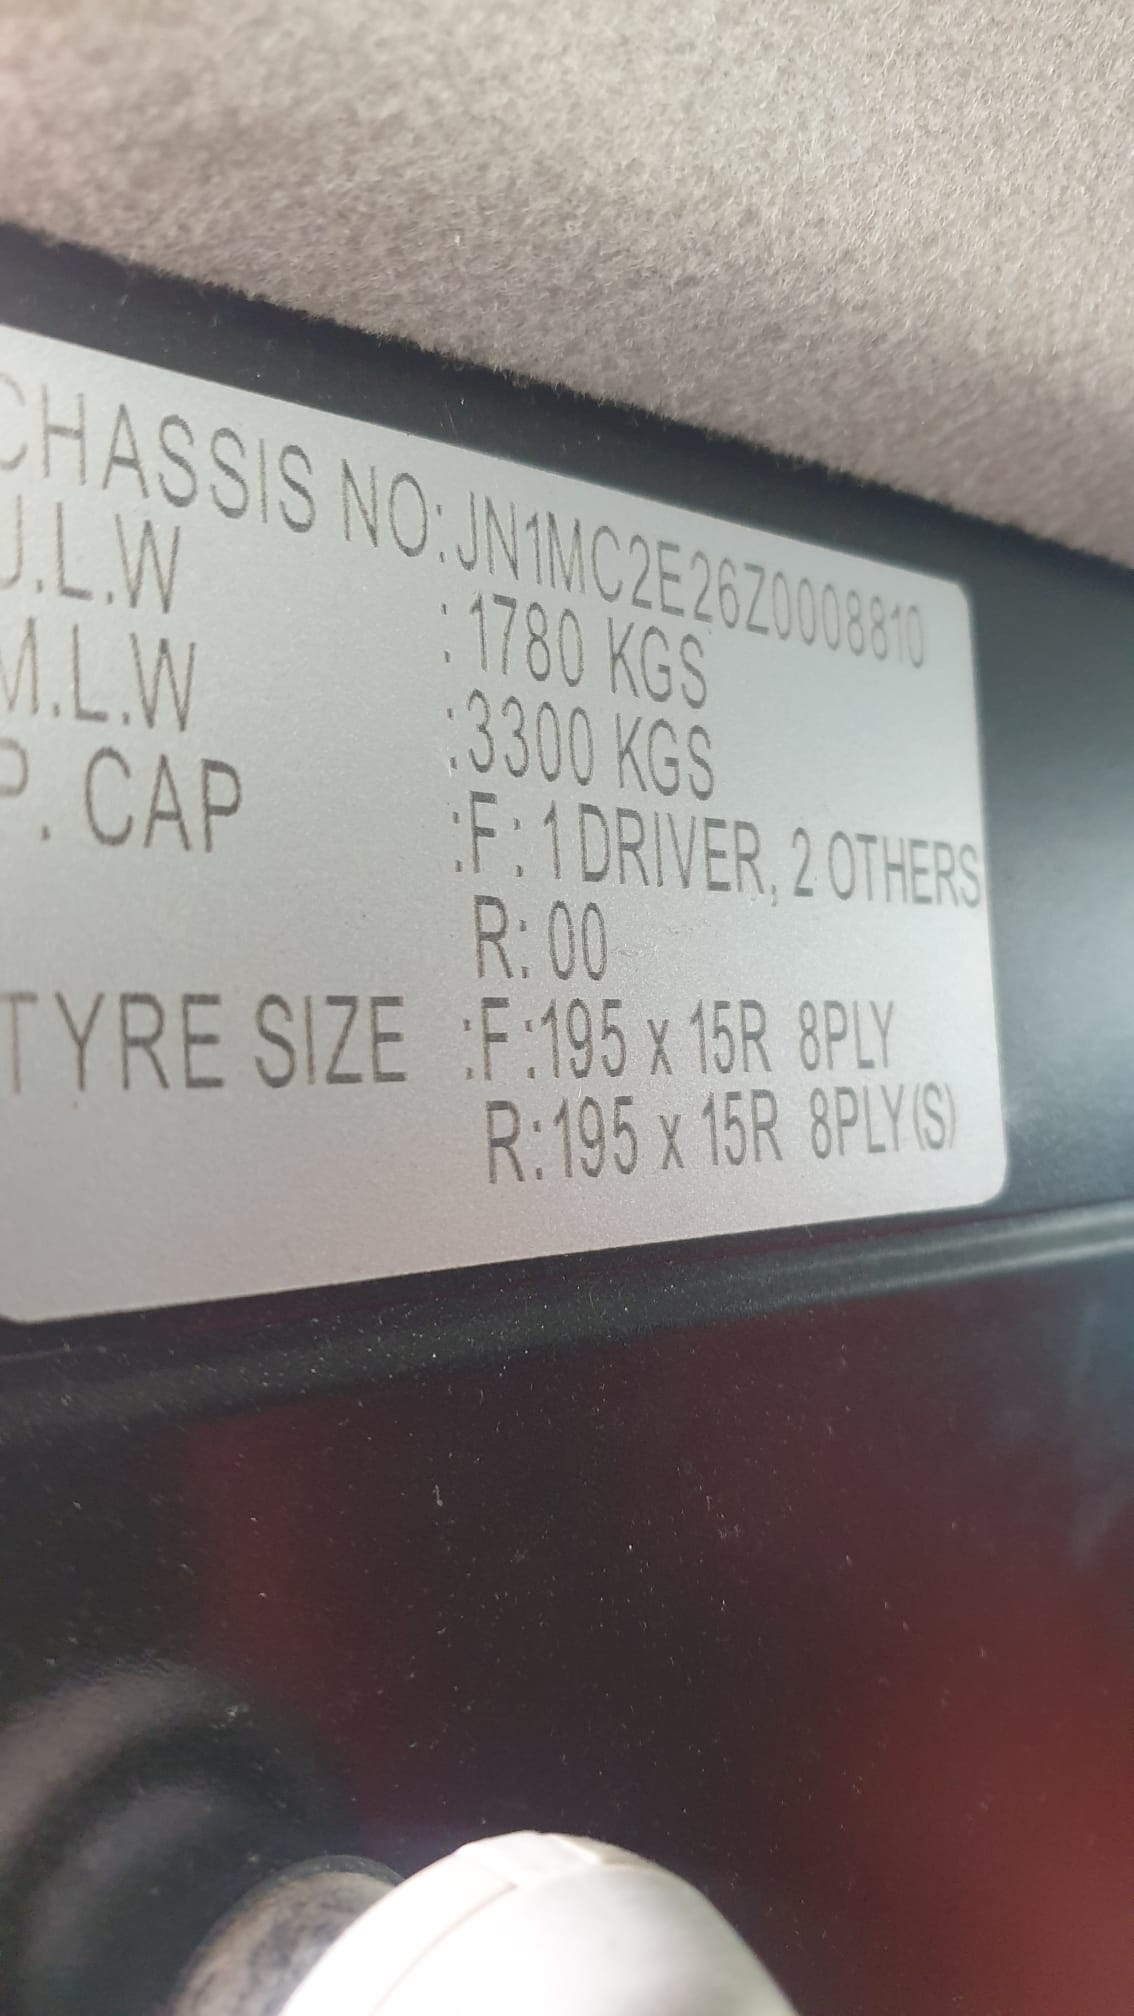 CHASSIS NO: JN1MC2E26Z0008810
U.L.W : 1780 KGS
M.L.W : 3300 KGS
P. CAP : F: 1 DRIVER, 2 OTHERS
R: 00
TYRE SIZE : F: 195 x 15R 8PLY
R: 195 x 15R 8PLY(S)